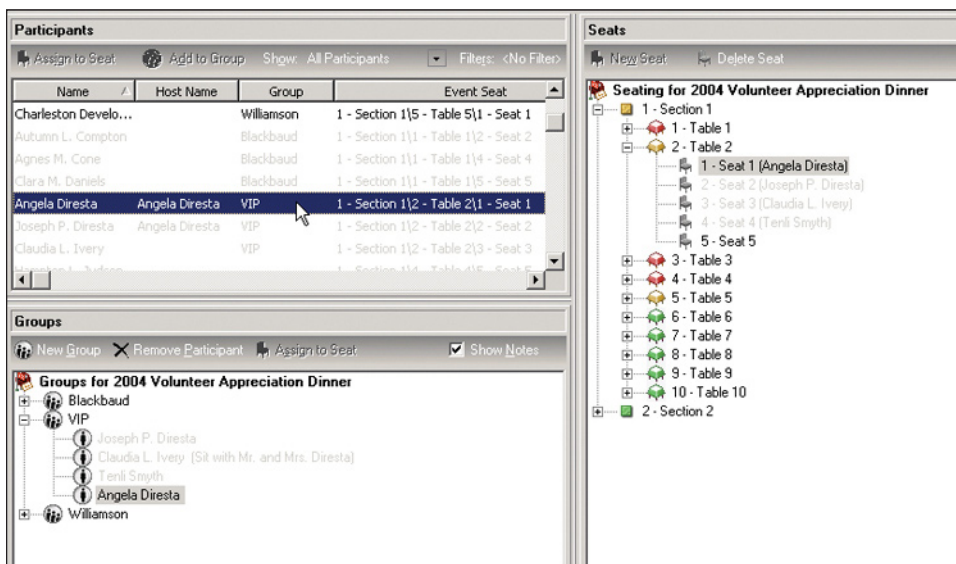 Participants
Assign to Seat Add to Group Show: All Participants Filters: <No Filter>
Name Host Name Group Event Seat
Charleston Develo... Williamson 1 - Section 1\5 - Table 5\1 - Seat 1
Autumn L. Compton Blackbaud 1 - Section 1\1 - Table 1\2 - Seat 2
Agnes M. Cone Blackbaud 1 - Section 1\1 - Table 1\4 - Seat 4
Clara M. Daniels Blackbaud 1 - Section 1\1 - Table 1\5 - Seat 5
Angela Diresta Angela Diresta VIP 1 - Section 1\2 - Table 2\1 - Seat 1
Joseph P. Diresta Angela Diresta VIP 1 - Section 1\2 - Table 2\2 - Seat 2
Claudia L. Ivery VIP 1 - Section 1\2 - Table 2\3 - Seat 3
Groups
New Group Remove Participant Assign to Seat Show Notes
Groups for 2004 Volunteer Appreciation Dinner
Blackbaud
VIP
Joseph P. Diresta
Claudia L. Ivery (Sit with Mr. and Mrs. Diresta)
Tenli Smyth
Angela Diresta
Williamson
Seats
New Seat Delete Seat
Seating for 2004 Volunteer Appreciation Dinner
1 - Section 1
1 - Table 1
2 - Table 2
1 - Seat 1 (Angela Diresta)
2 - Seat 2 (Joseph P. Diresta)
3 - Seat 3 (Claudia L. Ivery)
4 - Seat 4 (Tenli Smyth)
5 - Seat 5
3 - Table 3
4 - Table 4
5 - Table 5
6 - Table 6
7 - Table 7
8 - Table 8
9 - Table 9
10 - Table 10
2 - Section 2